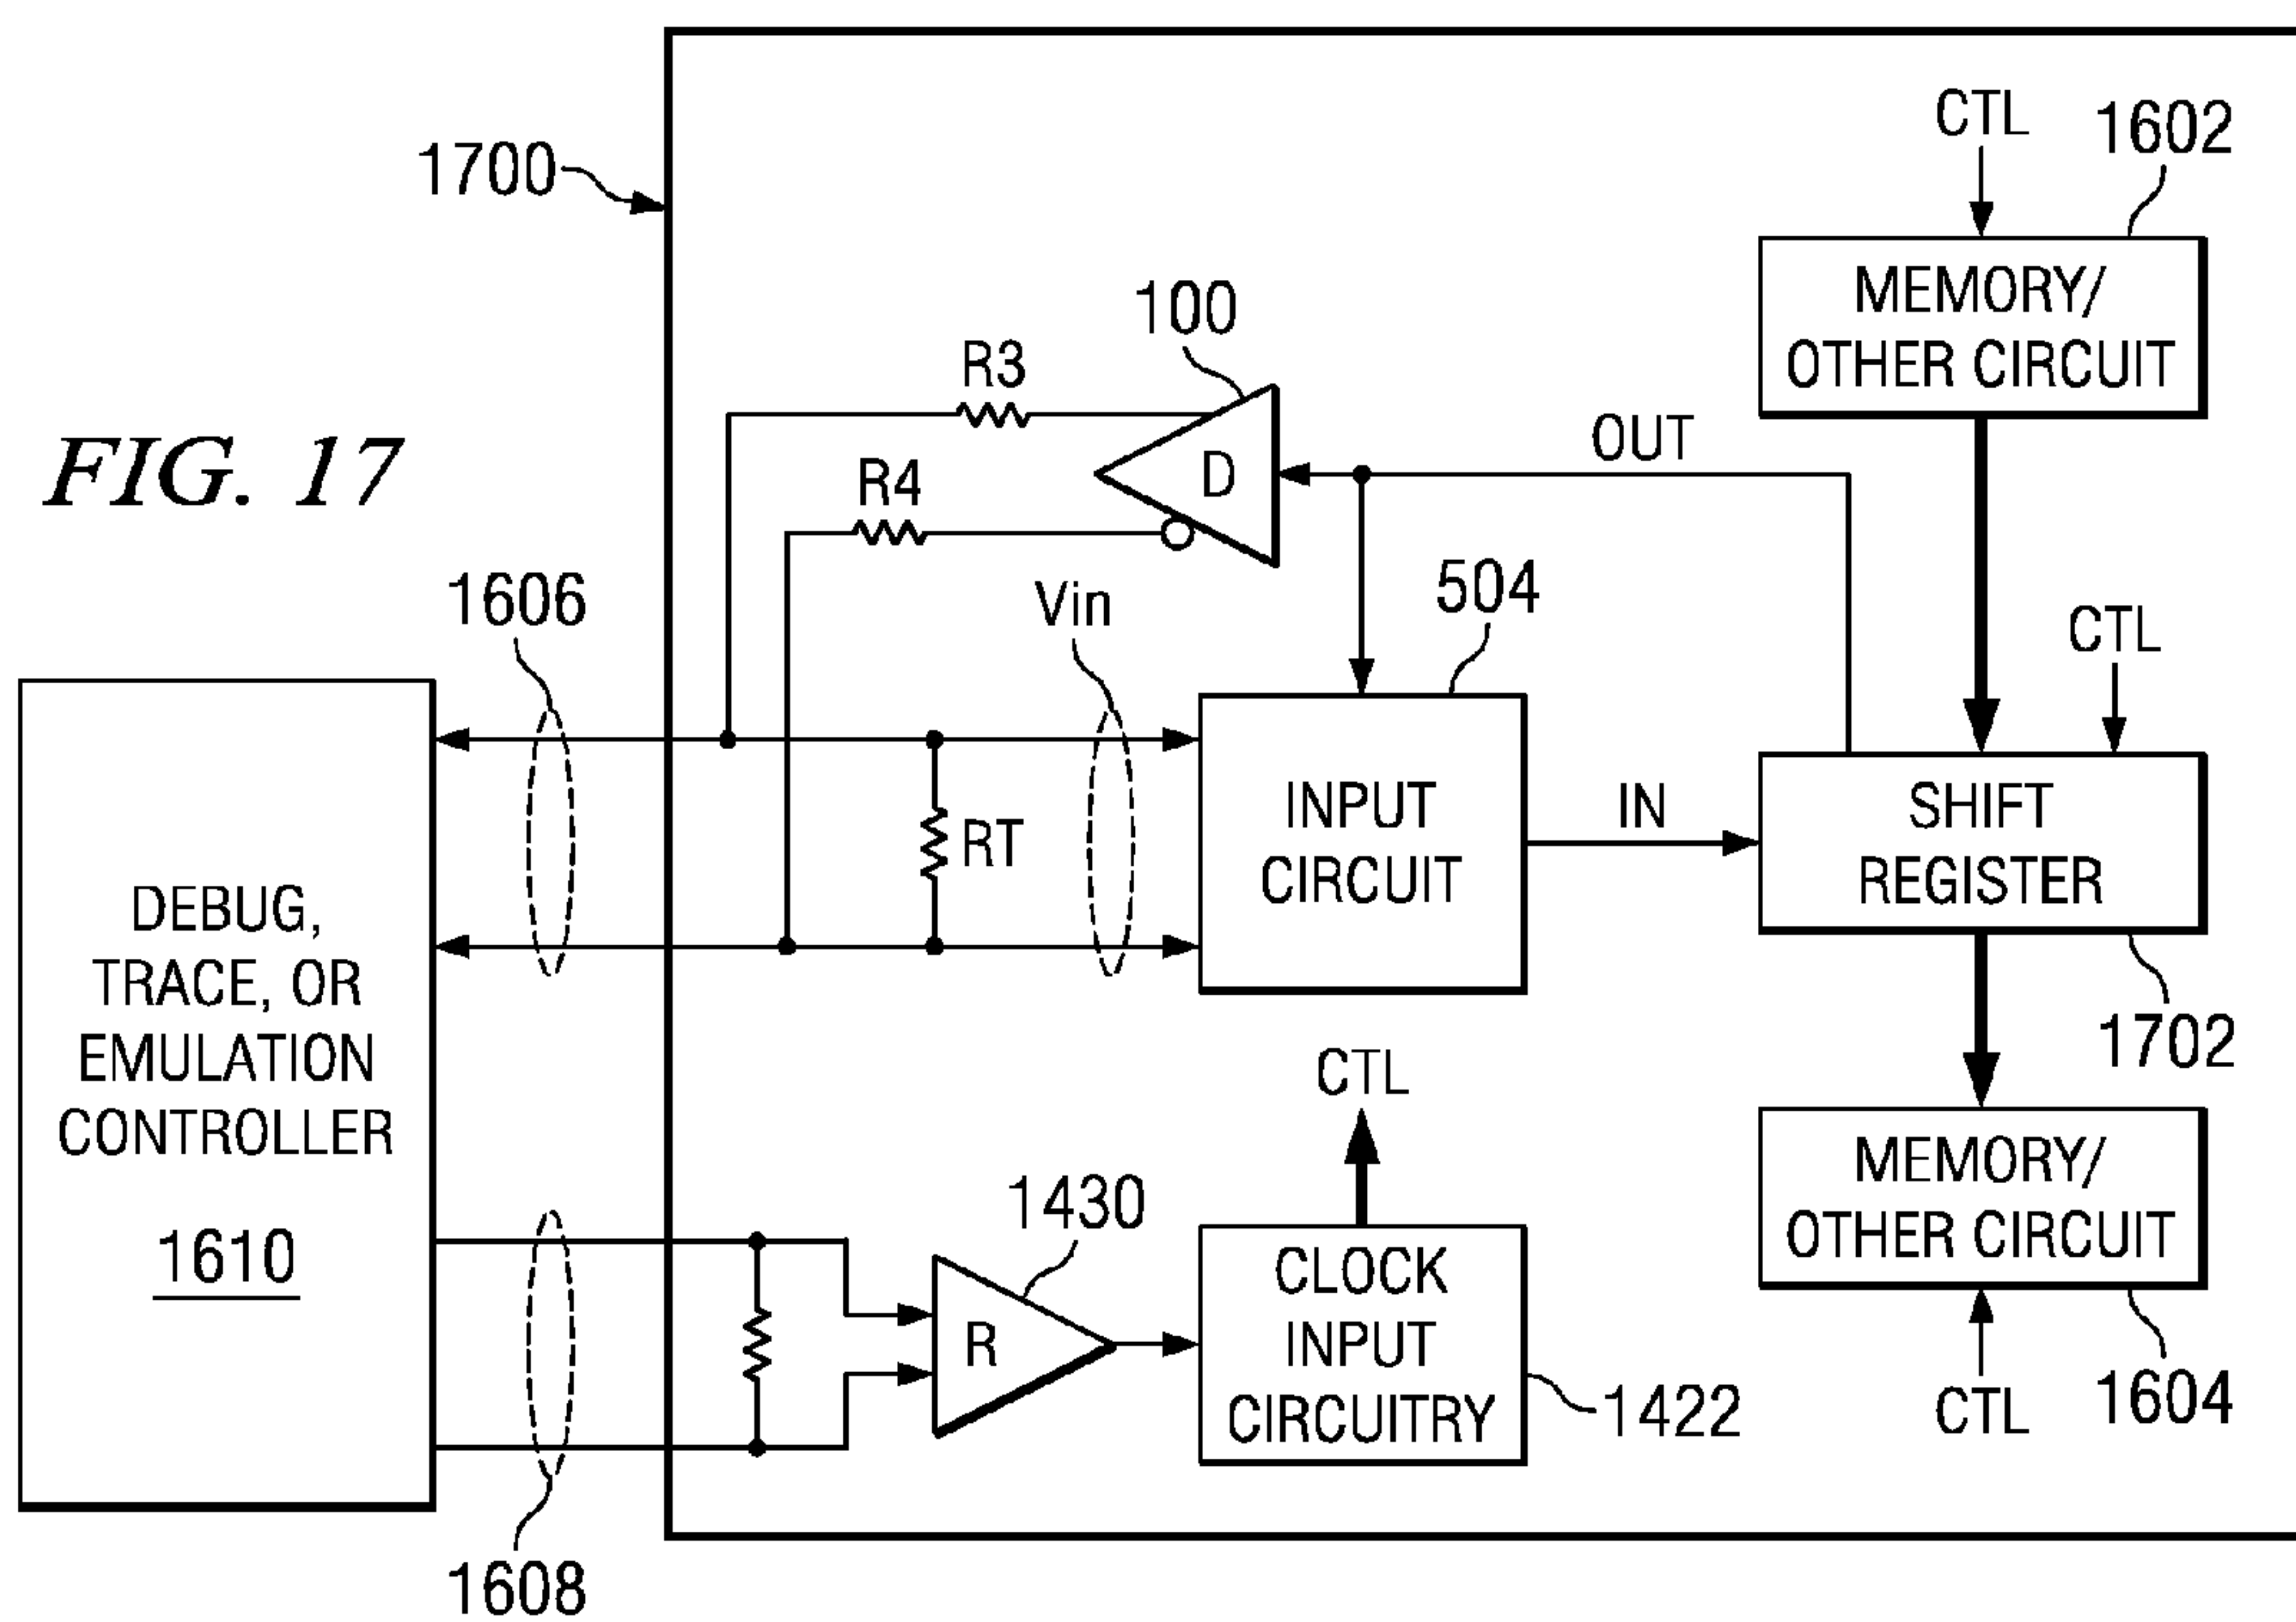 FIG. 17
1700
CTL
1602
MEMORY/
OTHER CIRCUIT
100
R3
D
OUT
R4
1606
Vin
504
CTL
RT
INPUT
CIRCUIT
IN
SHIFT
REGISTER
1702
DEBUG,
TRACE, OR
EMULATION
CONTROLLER
1610
CTL
1430
R
CLOCK
INPUT
CIRCUITRY
1422
MEMORY/
OTHER CIRCUIT
CTL
1604
1608